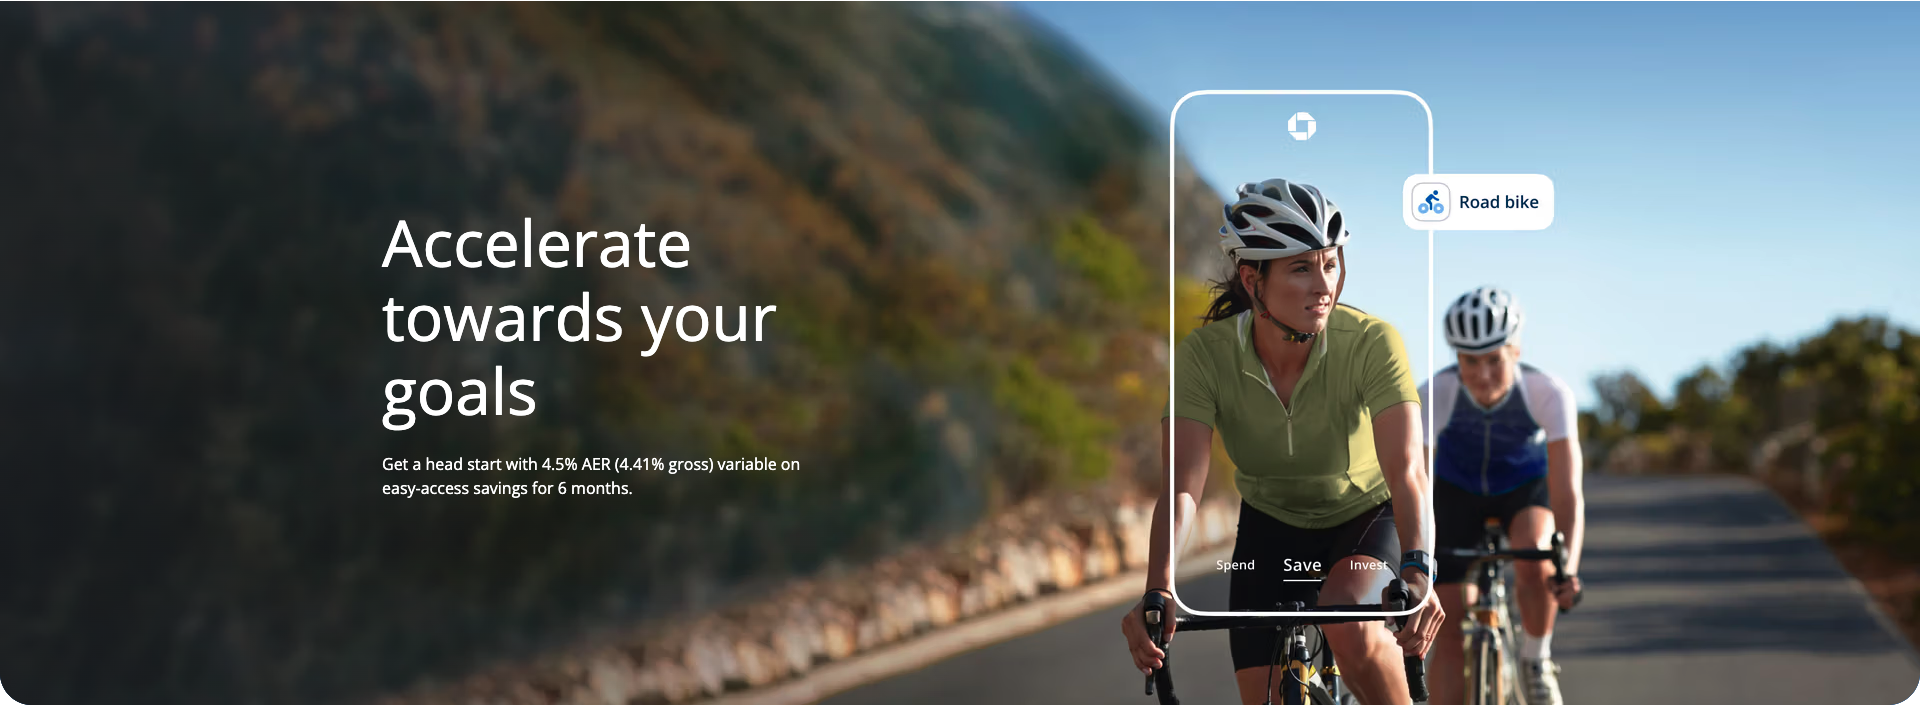 Accelerate
towards your
goals
Get a head start with 4.5% AER (4.41% gross) variable on
easy-access savings for 6 months.
Road bike
Spend Save Invest